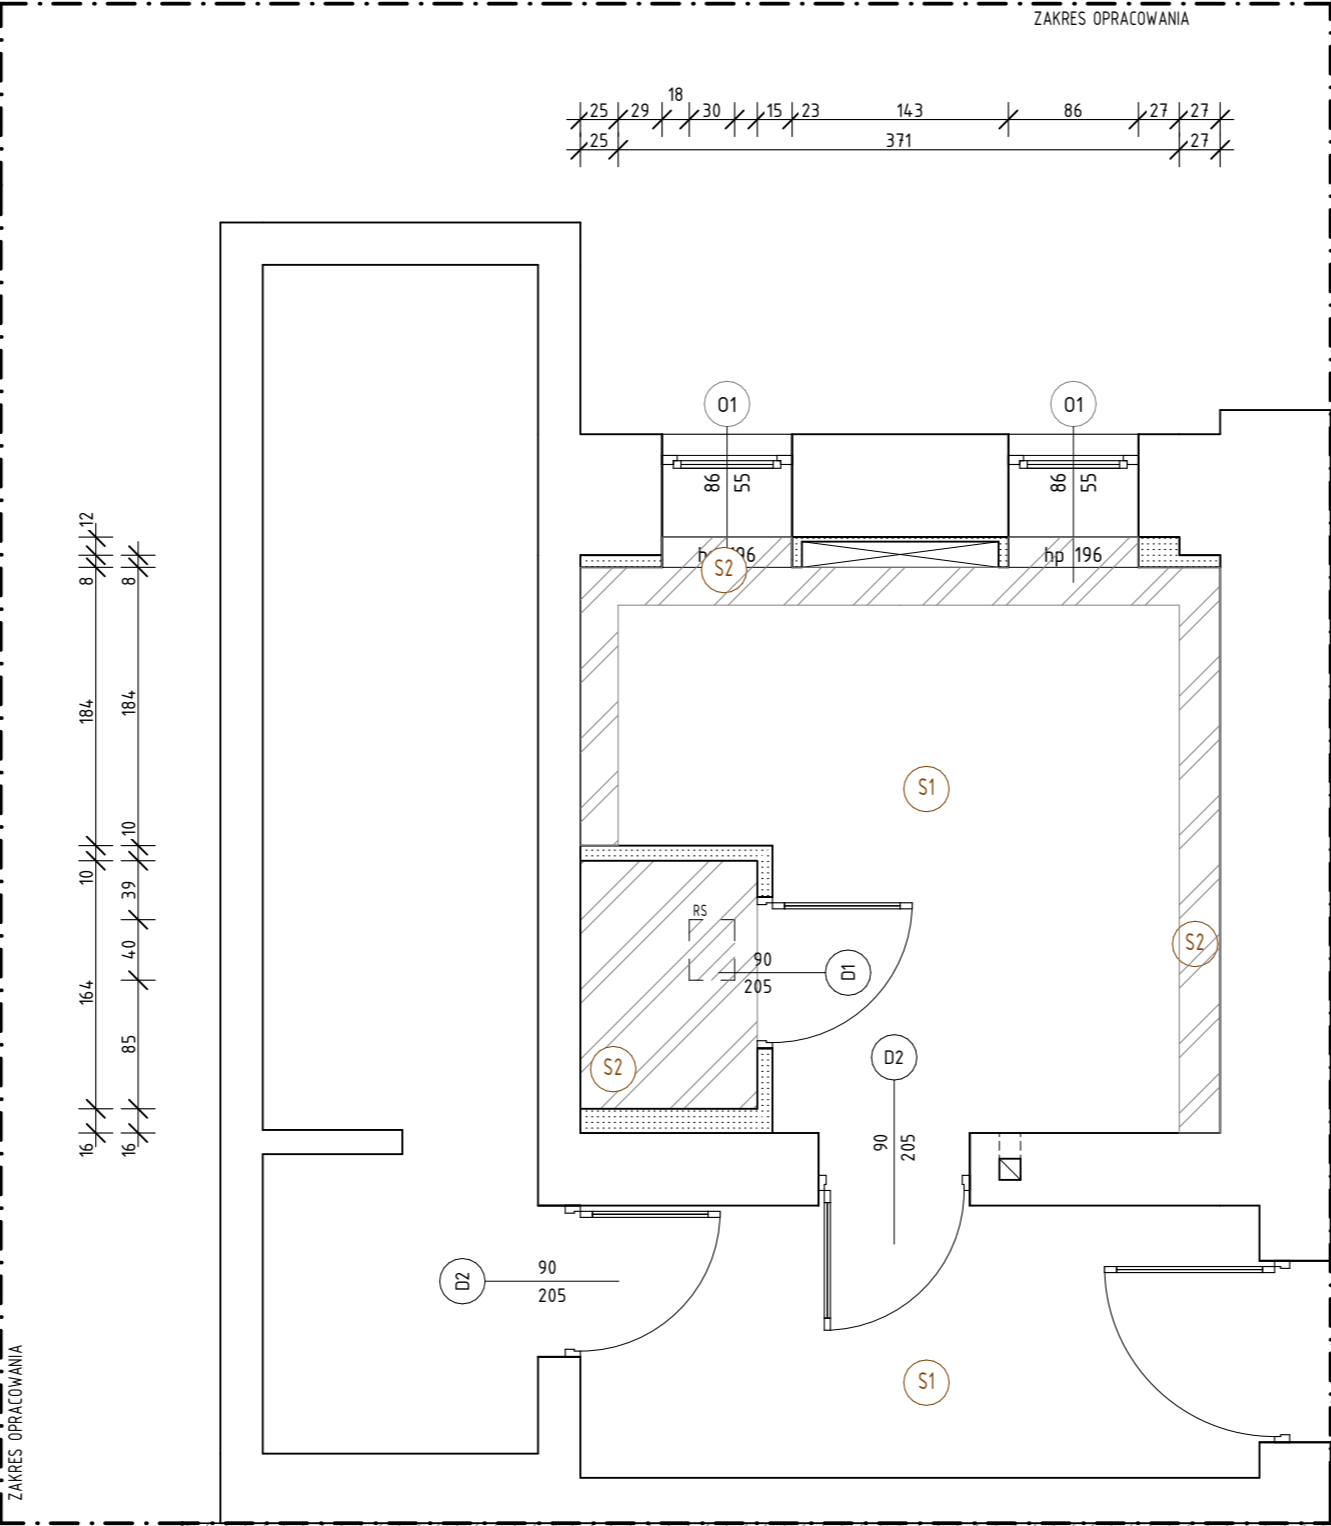 ZAKRES OPRACOWANIA
25 29 18 30 15 23 143 86 27 27
25 371 27
O1 O1
86 55 86 55
hp 196 hp 196
S2
12
8 8
184 184
S1
10 10
39
RS
40
S2
90
205
D1
164
85
S2
D2
90
205
16 16
D2
90
205
S1
ZAKRES OPRACOWANIA